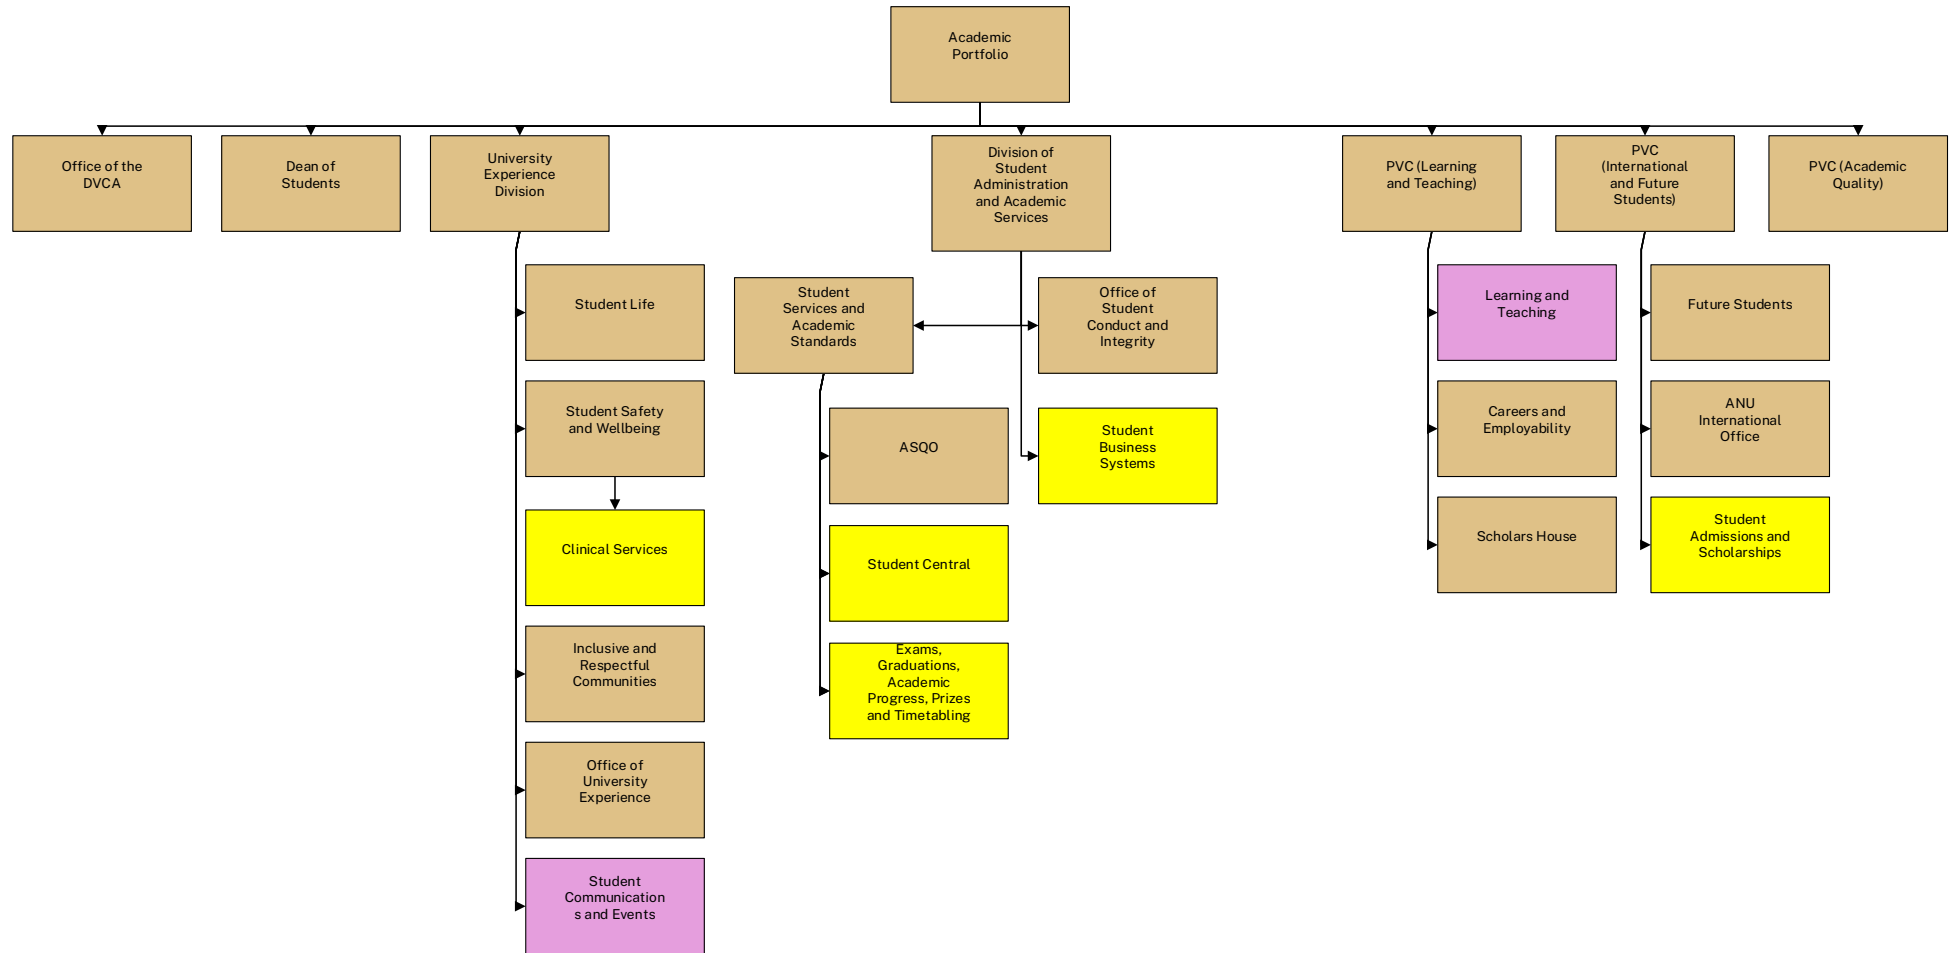 Academic
Portfolio
Office of the
DVCA
Dean of
Students
University
Experience
Division
Division of
Student
Administration
and Academic
Services
PVC (Learning
and Teaching)
PVC
(International
and Future
Students)
PVC (Academic
Quality)
Student Life
Student Safety
and Wellbeing
Clinical Services
Inclusive and
Respectful
Communities
Office of
University
Experience
Student
Communication
s and Events
Student
Services and
Academic
Standards
ASQO
Student Central
Exams,
Graduations,
Academic
Progress, Prizes
and Timetabling
Office of
Student
Conduct and
Integrity
Student
Business
Systems
Learning and
Teaching
Careers and
Employability
Scholars House
Future Students
ANU
International
Office
Student
Admissions and
Scholarships